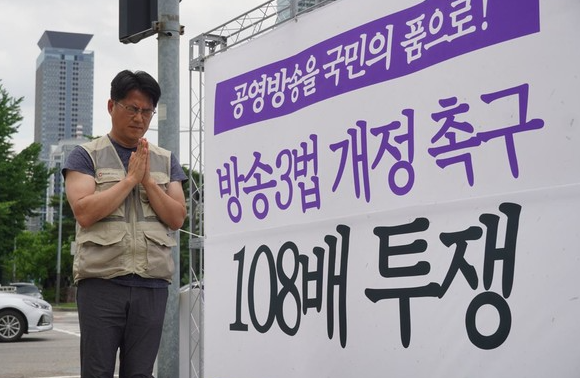 공영방송을 국민의 품으로!
방송3법 개정 촉구
108배 투쟁